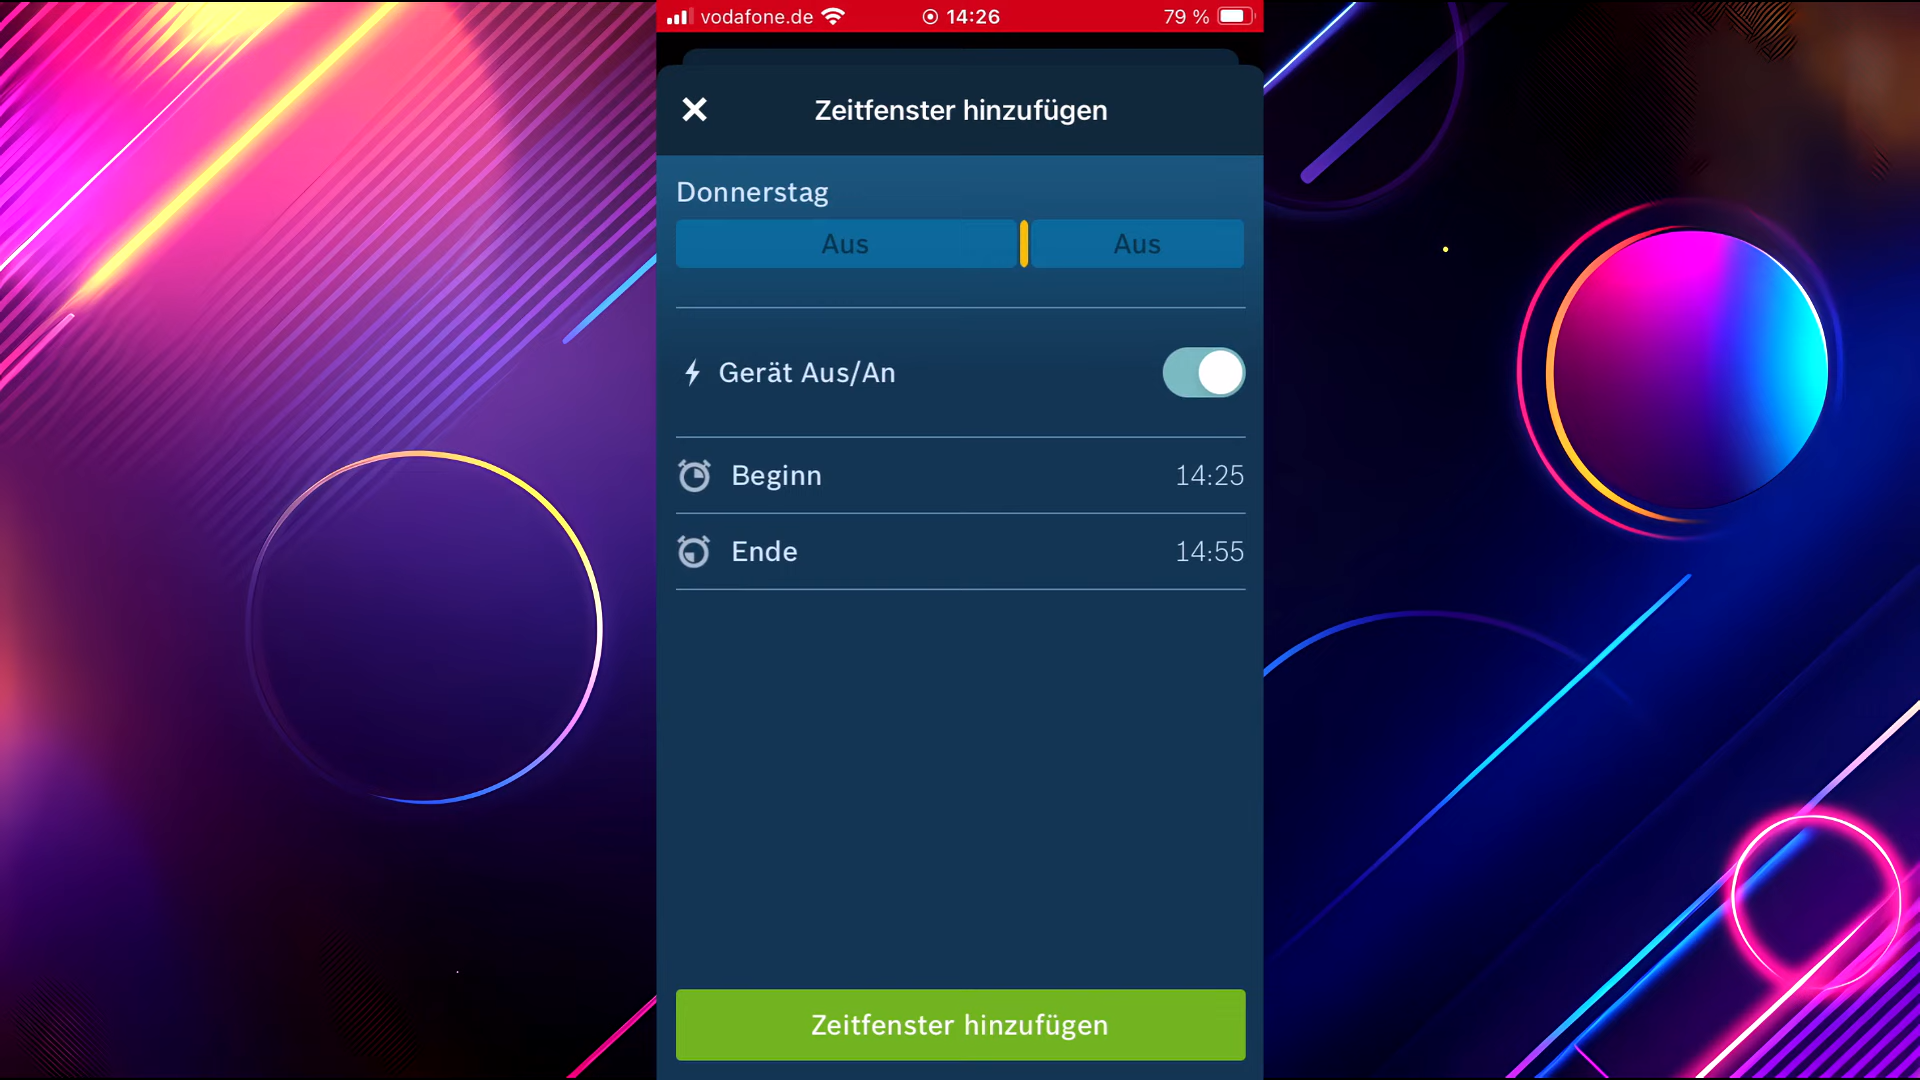 vodafone.de 14:26 79 %
Zeitfenster hinzufügen
Donnerstag
Aus Aus
Gerät Aus/An
Beginn 14:25
Ende 14:55
Zeitfenster hinzufügen